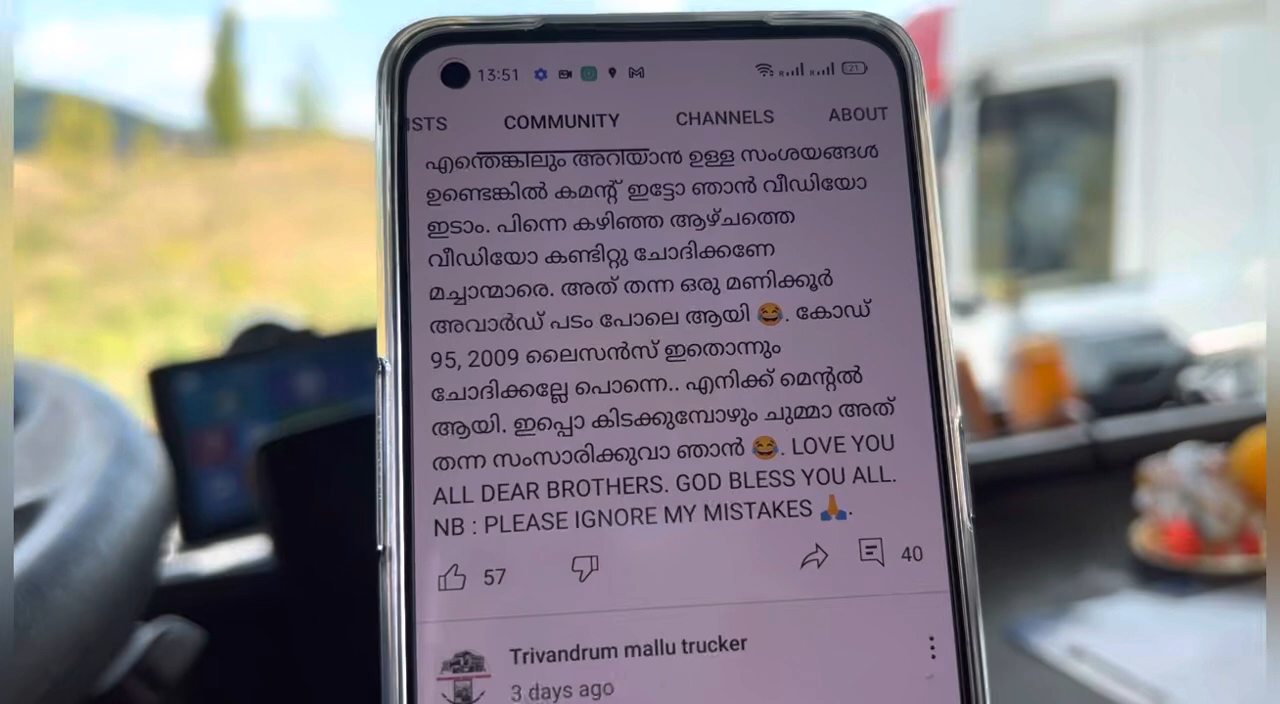 13:51
21
ISTS COMMUNITY CHANNELS ABOUT
എന്തെങ്കിലും അറിയാൻ ഉള്ള സംശയങ്ങൾ
ഉണ്ടെങ്കിൽ കമന്റ് ഇട്ടോ ഞാൻ വീഡിയോ
ഇടാം. പിന്നെ കഴിഞ്ഞ ആഴ്ചത്തെ
വീഡിയോ കണ്ടിറ്റു ചോദിക്കണേ
മച്ചാന്മാരെ. അത് തന്ന ഒരു മണിക്കൂർ
അവാർഡ് പടം പോലെ ആയി 😂. കോഡ്
95, 2009 ലൈസൻസ് ഇതൊന്നും
ചോദിക്കല്ലേ പൊന്നെ.. എനിക്ക് മെന്റൽ
ആയി. ഇപ്പൊ കിടക്കുമ്പോഴും ചുമ്മാ അത്
തന്ന സംസാരിക്കുവാ ഞാൻ 😂. LOVE YOU
ALL DEAR BROTHERS. GOD BLESS YOU ALL.
NB : PLEASE IGNORE MY MISTAKES 🙏.
57
40
Trivandrum mallu trucker
3 days ago